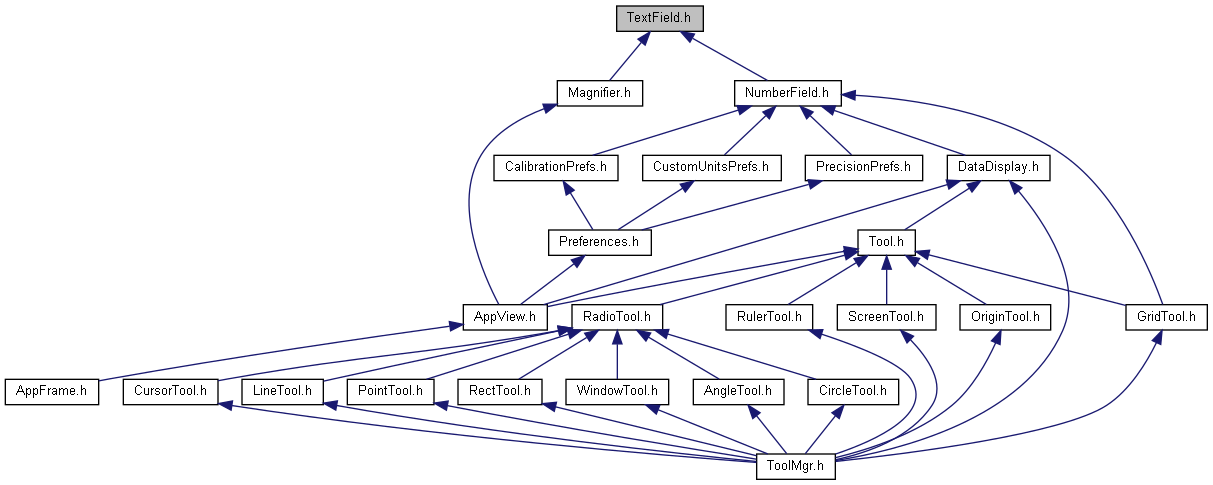 TextField.h
Magnifier.h
NumberField.h
CalibrationPrefs.h
CustomUnitsPrefs.h
PrecisionPrefs.h
DataDisplay.h
Preferences.h
Tool.h
AppView.h
RadioTool.h
RulerTool.h
ScreenTool.h
OriginTool.h
GridTool.h
AppFrame.h
CursorTool.h
LineTool.h
PointTool.h
RectTool.h
WindowTool.h
AngleTool.h
CircleTool.h
ToolMgr.h